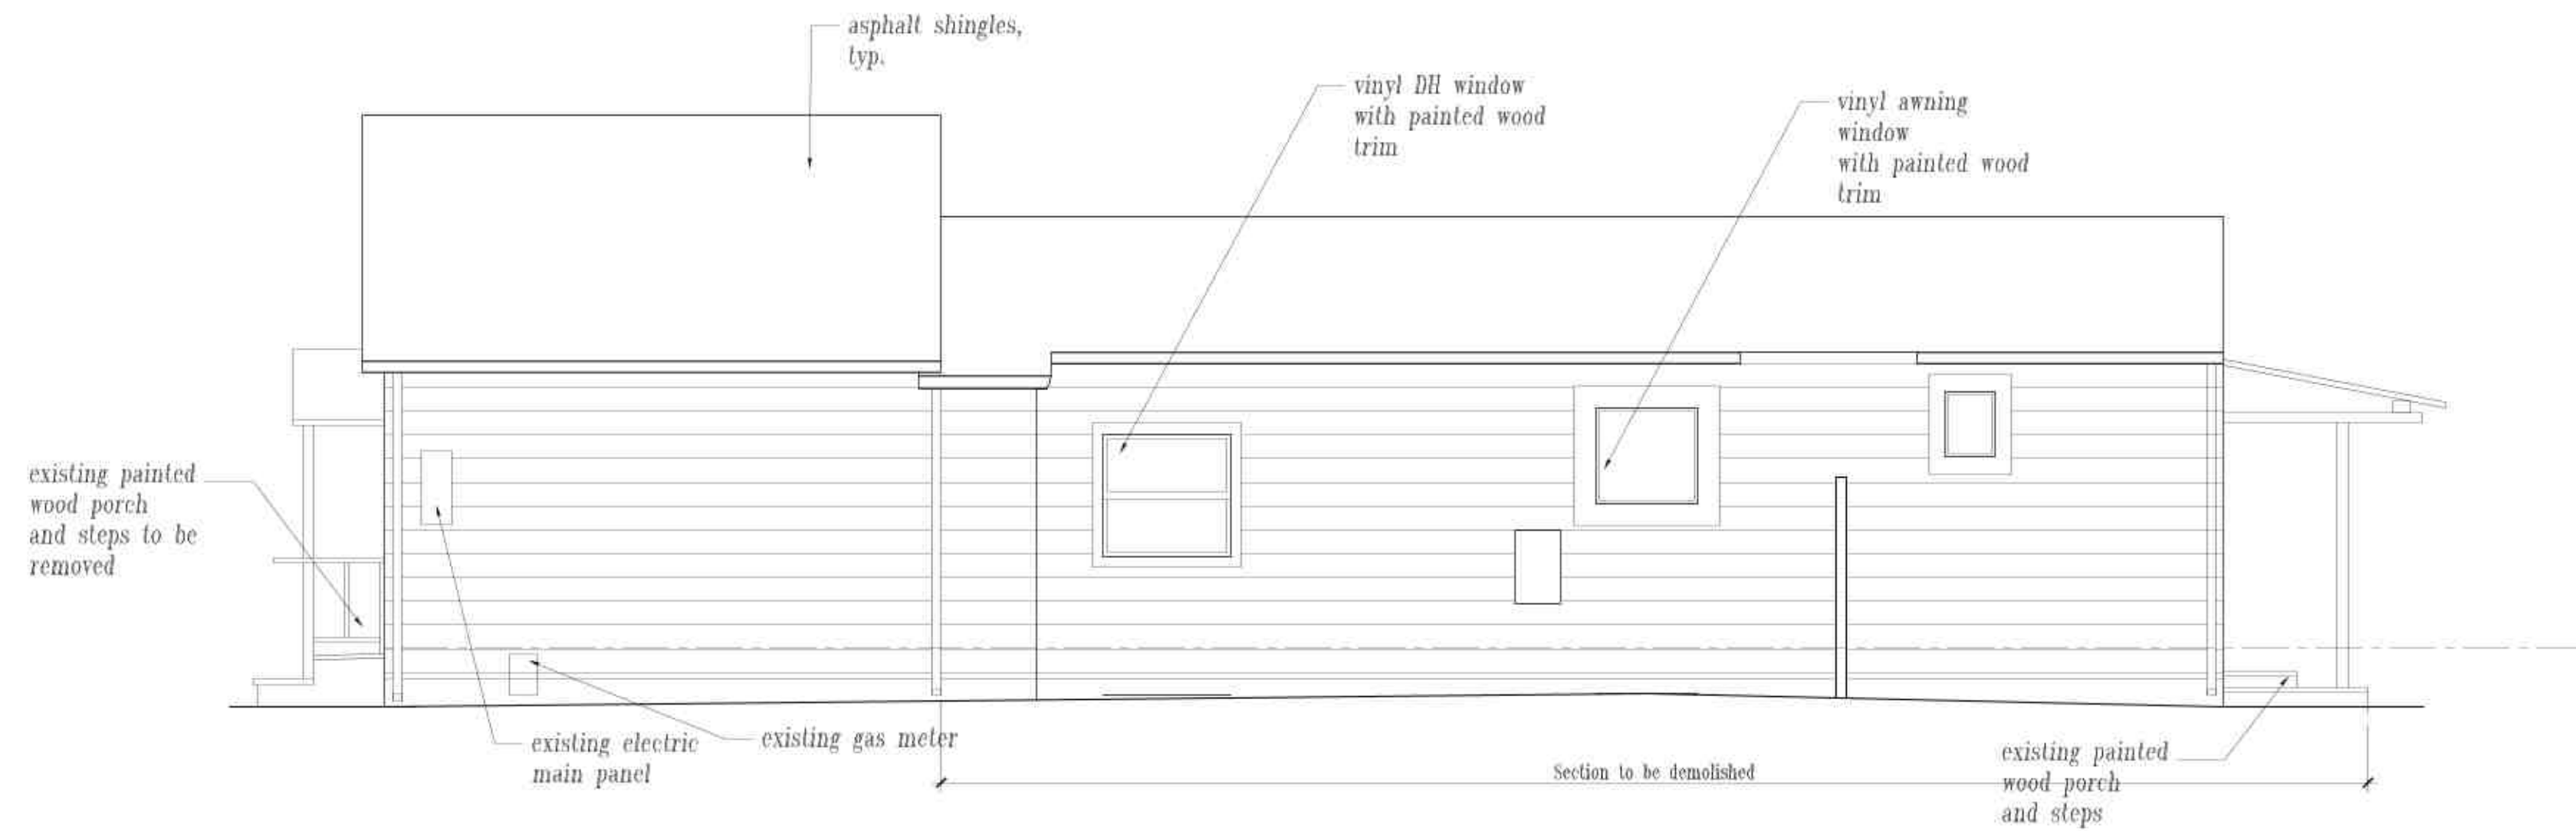 asphalt shingles,
typ.
vinyl DH window
with painted wood
trim
vinyl awning
window
with painted wood
trim
existing painted
wood porch
and steps to be
removed
existing electric
main panel
existing gas meter
Section to be demolished
existing painted
wood porch
and steps